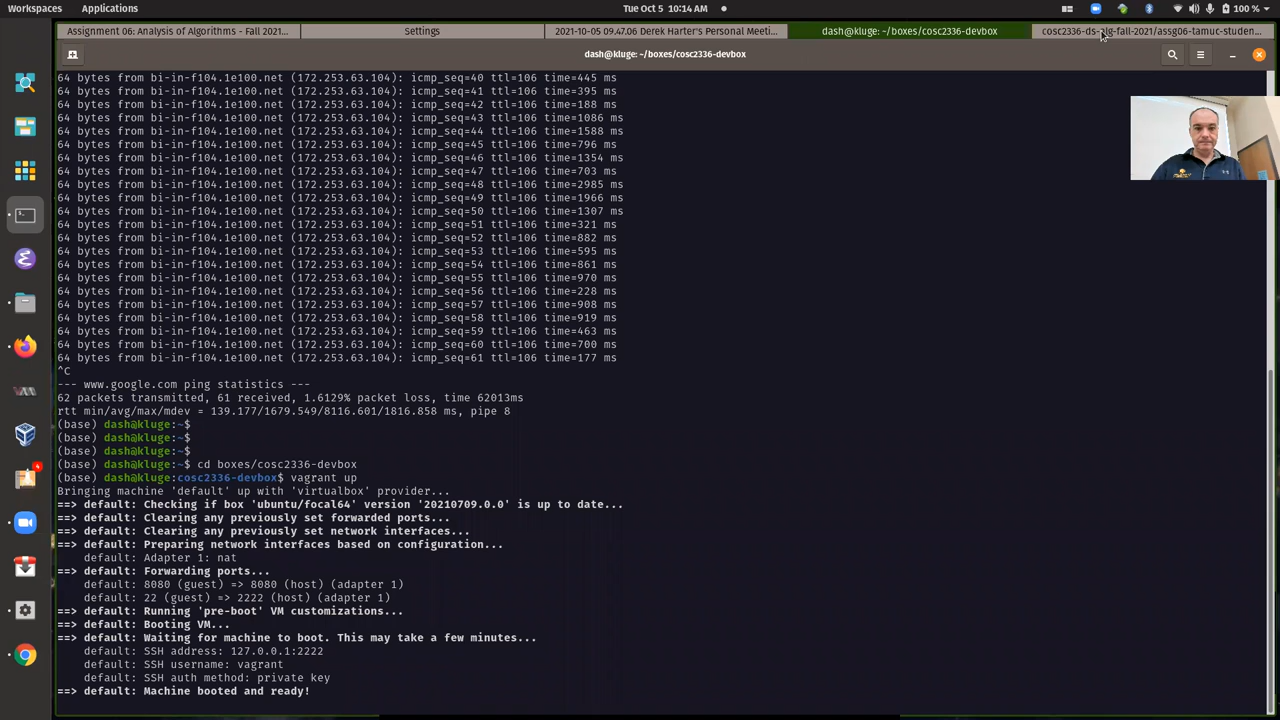 Workspaces Applications Tue Oct 5 10:14 AM 100 %
Assignment 06: Analysis of Algorithms - Fall 2021... Settings 2021-10-05 09.47.06 Derek Harter's Personal Meeti... dash@kluge: ~/boxes/cosc2336-devbox cosc2336-ds-zig-fall-2021/assg06-tamuc-studen...
dash@kluge: ~/boxes/cosc2336-devbox
64 bytes from bi-in-f104.1e100.net (172.253.63.104): icmp_seq=40 ttl=106 time=445 ms
64 bytes from bi-in-f104.1e100.net (172.253.63.104): icmp_seq=41 ttl=106 time=395 ms
64 bytes from bi-in-f104.1e100.net (172.253.63.104): icmp_seq=42 ttl=106 time=188 ms
64 bytes from bi-in-f104.1e100.net (172.253.63.104): icmp_seq=43 ttl=106 time=1086 ms
64 bytes from bi-in-f104.1e100.net (172.253.63.104): icmp_seq=44 ttl=106 time=1588 ms
64 bytes from bi-in-f104.1e100.net (172.253.63.104): icmp_seq=45 ttl=106 time=796 ms
64 bytes from bi-in-f104.1e100.net (172.253.63.104): icmp_seq=46 ttl=106 time=1354 ms
64 bytes from bi-in-f104.1e100.net (172.253.63.104): icmp_seq=47 ttl=106 time=703 ms
64 bytes from bi-in-f104.1e100.net (172.253.63.104): icmp_seq=48 ttl=106 time=2985 ms
64 bytes from bi-in-f104.1e100.net (172.253.63.104): icmp_seq=49 ttl=106 time=1966 ms
64 bytes from bi-in-f104.1e100.net (172.253.63.104): icmp_seq=50 ttl=106 time=1307 ms
64 bytes from bi-in-f104.1e100.net (172.253.63.104): icmp_seq=51 ttl=106 time=321 ms
64 bytes from bi-in-f104.1e100.net (172.253.63.104): icmp_seq=52 ttl=106 time=882 ms
64 bytes from bi-in-f104.1e100.net (172.253.63.104): icmp_seq=53 ttl=106 time=595 ms
64 bytes from bi-in-f104.1e100.net (172.253.63.104): icmp_seq=54 ttl=106 time=861 ms
64 bytes from bi-in-f104.1e100.net (172.253.63.104): icmp_seq=55 ttl=106 time=970 ms
64 bytes from bi-in-f104.1e100.net (172.253.63.104): icmp_seq=56 ttl=106 time=228 ms
64 bytes from bi-in-f104.1e100.net (172.253.63.104): icmp_seq=57 ttl=106 time=908 ms
64 bytes from bi-in-f104.1e100.net (172.253.63.104): icmp_seq=58 ttl=106 time=919 ms
64 bytes from bi-in-f104.1e100.net (172.253.63.104): icmp_seq=59 ttl=106 time=463 ms
64 bytes from bi-in-f104.1e100.net (172.253.63.104): icmp_seq=60 ttl=106 time=700 ms
64 bytes from bi-in-f104.1e100.net (172.253.63.104): icmp_seq=61 ttl=106 time=177 ms
^C
--- www.google.com ping statistics ---
62 packets transmitted, 61 received, 1.6129% packet loss, time 62013ms
rtt min/avg/max/mdev = 139.177/1679.549/8116.601/1816.858 ms, pipe 8
(base) dash@kluge:~$
(base) dash@kluge:~$
(base) dash@kluge:~$
(base) dash@kluge:~$ cd boxes/cosc2336-devbox
(base) dash@kluge:cosc2336-devbox$ vagrant up
Bringing machine 'default' up with 'virtualbox' provider...
==> default: Checking if box 'ubuntu/focal64' version '20210709.0.0' is up to date...
==> default: Clearing any previously set forwarded ports...
==> default: Clearing any previously set network interfaces...
==> default: Preparing network interfaces based on configuration...
default: Adapter 1: nat
==> default: Forwarding ports...
default: 8080 (guest) => 8080 (host) (adapter 1)
default: 22 (guest) => 2222 (host) (adapter 1)
==> default: Running 'pre-boot' VM customizations...
==> default: Booting VM...
==> default: Waiting for machine to boot. This may take a few minutes...
default: SSH address: 127.0.0.1:2222
default: SSH username: vagrant
default: SSH auth method: private key
==> default: Machine booted and ready!